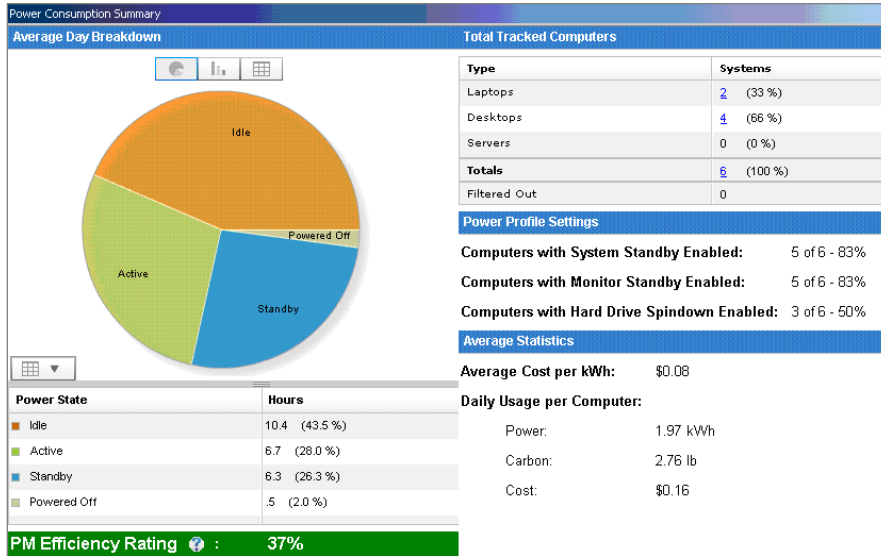 Power Consumption Summary
Average Day Breakdown
Idle
Powered Off
Active
Standby
Power State Hours
Idle 10.4 (43.5 %)
Active 6.7 (28.0 %)
Standby 6.3 (26.3 %)
Powered Off .5 (2.0 %)
PM Efficiency Rating ? : 37%
Total Tracked Computers
Type Systems
Laptops 2 (33 %)
Desktops 4 (66 %)
Servers 0 (0 %)
Totals 6 (100 %)
Filtered Out 0
Power Profile Settings
Computers with System Standby Enabled: 5 of 6 - 83%
Computers with Monitor Standby Enabled: 5 of 6 - 83%
Computers with Hard Drive Spindown Enabled: 3 of 6 - 50%
Average Statistics
Average Cost per kWh: $0.08
Daily Usage per Computer:
Power: 1.97 kWh
Carbon: 2.76 lb
Cost: $0.16